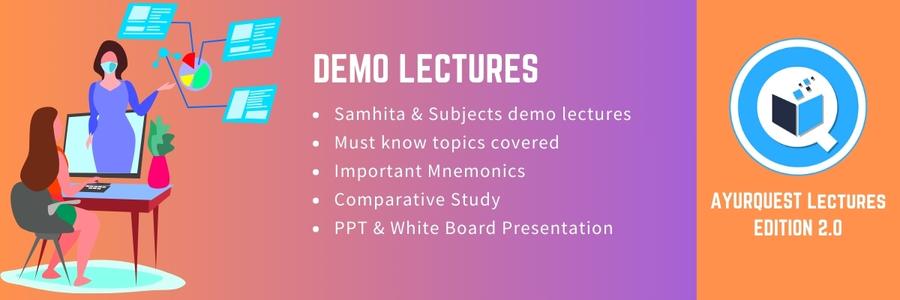 DEMO LECTURES
• Samhita & Subjects demo lectures
• Must know topics covered
• Important Mnemonics
• Comparative Study
• PPT & White Board Presentation
AYURQUEST LECTURES
EDITION 2.0